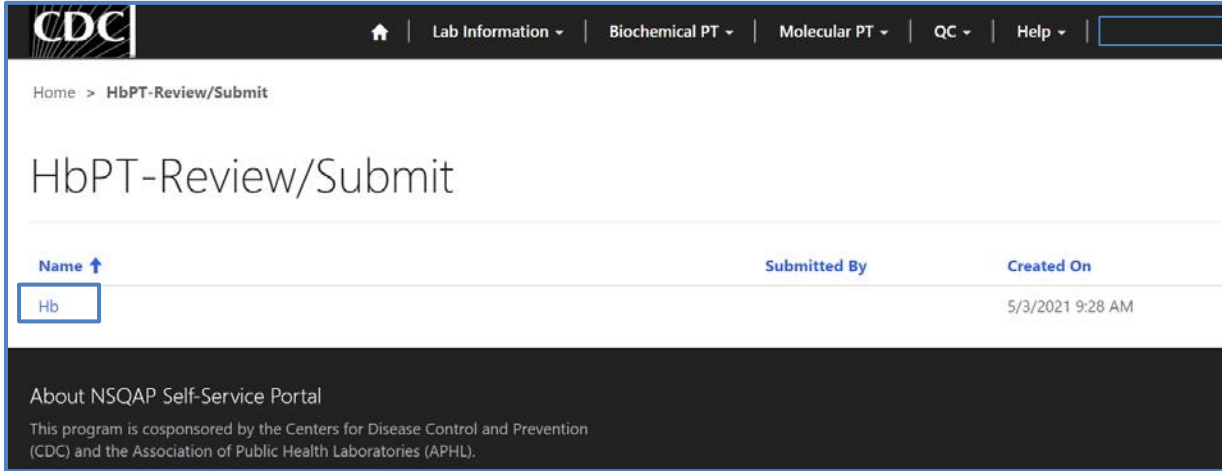 CDC
Lab Information | Biochemical PT | Molecular PT | QC | Help |
Home > HbPT-Review/Submit
HbPT-Review/Submit
Name Submitted By Created On
Hb 5/3/2021 9:28 AM
About NSQAP Self-Service Portal
This program is cosponsored by the Centers for Disease Control and Prevention
(CDC) and the Association of Public Health Laboratories (APHL).